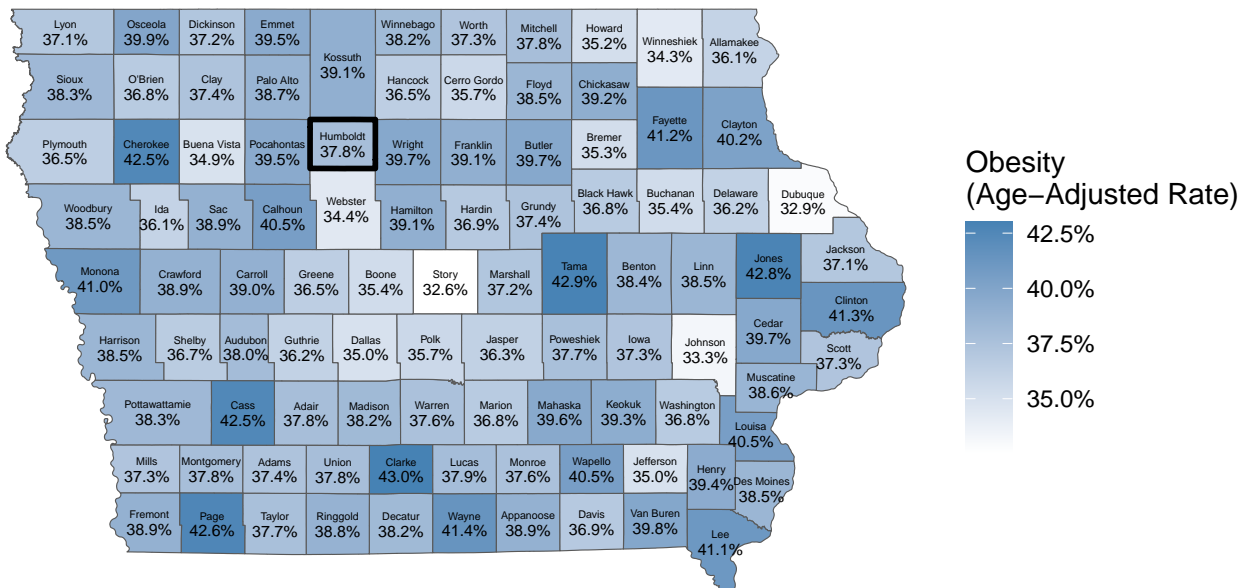 Lyon
37.1%
Osceola
39.9%
Dickinson
37.2%
Emmet
39.5%
Kossuth
39.1%
Winnebago
38.2%
Worth
37.3%
Mitchell
37.8%
Howard
35.2%
Winneshiek
34.3%
Allamakee
36.1%
Sioux
38.3%
O'Brien
36.8%
Clay
37.4%
Palo Alto
38.7%
Hancock
36.5%
Cerro Gordo
35.7%
Floyd
38.5%
Chickasaw
39.2%
Fayette
41.2%
Clayton
40.2%
Plymouth
36.5%
Cherokee
42.5%
Buena Vista
34.9%
Pocahontas
39.5%
Humboldt
37.8%
Wright
39.7%
Franklin
39.1%
Butler
39.7%
Bremer
35.3%
Woodbury
38.5%
Ida
36.1%
Sac
38.9%
Calhoun
40.5%
Webster
34.4%
Hamilton
39.1%
Hardin
36.9%
Grundy
37.4%
Black Hawk
36.8%
Buchanan
35.4%
Delaware
36.2%
Dubuque
32.9%
Monona
41.0%
Crawford
38.9%
Carroll
39.0%
Greene
36.5%
Boone
35.4%
Story
32.6%
Marshall
37.2%
Tama
42.9%
Benton
38.4%
Linn
38.5%
Jones
42.8%
Jackson
37.1%
Clinton
41.3%
Harrison
38.5%
Shelby
36.7%
Audubon
38.0%
Guthrie
36.2%
Dallas
35.0%
Polk
35.7%
Jasper
36.3%
Poweshiek
37.7%
Iowa
37.3%
Johnson
33.3%
Cedar
39.7%
Scott
37.3%
Muscatine
38.6%
Pottawattamie
38.3%
Cass
42.5%
Adair
37.8%
Madison
38.2%
Warren
37.6%
Marion
36.8%
Mahaska
39.6%
Keokuk
39.3%
Washington
36.8%
Louisa
40.5%
Mills
37.3%
Montgomery
37.8%
Adams
37.4%
Union
37.8%
Clarke
43.0%
Lucas
37.9%
Monroe
37.6%
Wapello
40.5%
Jefferson
35.0%
Henry
39.4%
Des Moines
38.5%
Fremont
38.9%
Page
42.6%
Taylor
37.7%
Ringgold
38.8%
Decatur
38.2%
Wayne
41.4%
Appanoose
38.9%
Davis
36.9%
Van Buren
39.8%
Lee
41.1%
Obesity
(Age−Adjusted Rate)
42.5%
40.0%
37.5%
35.0%